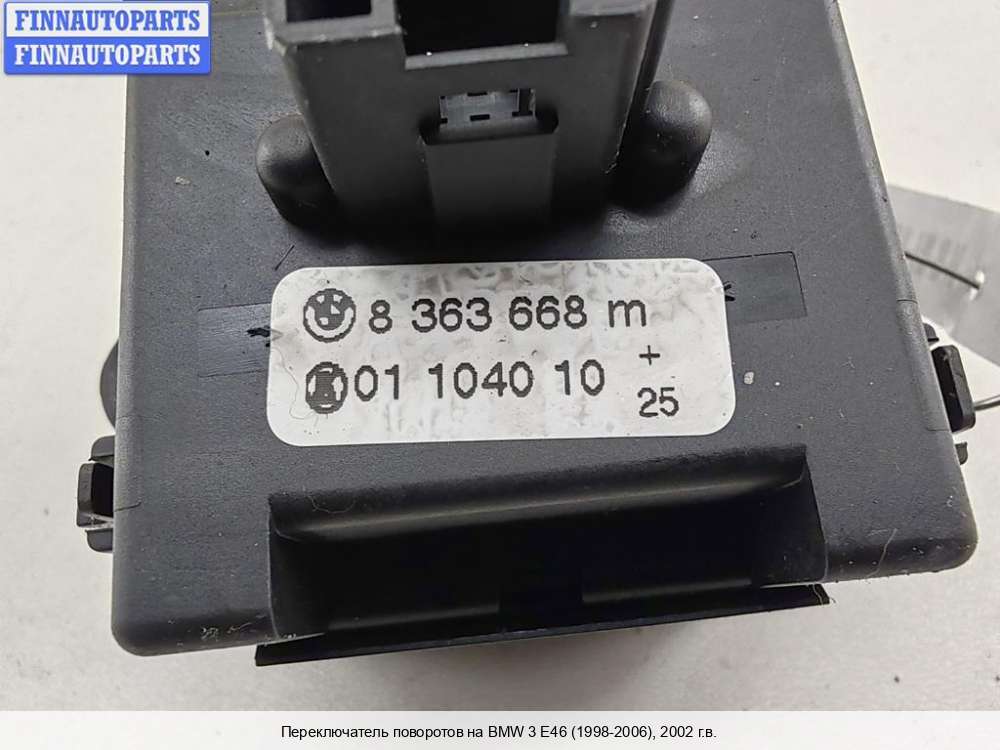 FINNAUTOPARTS
FINNAUTOPARTS
8 363 668 m
01 1040 10 +
25
Переключатель поворотов на BMW 3 E46 (1998-2006), 2002 г.в.